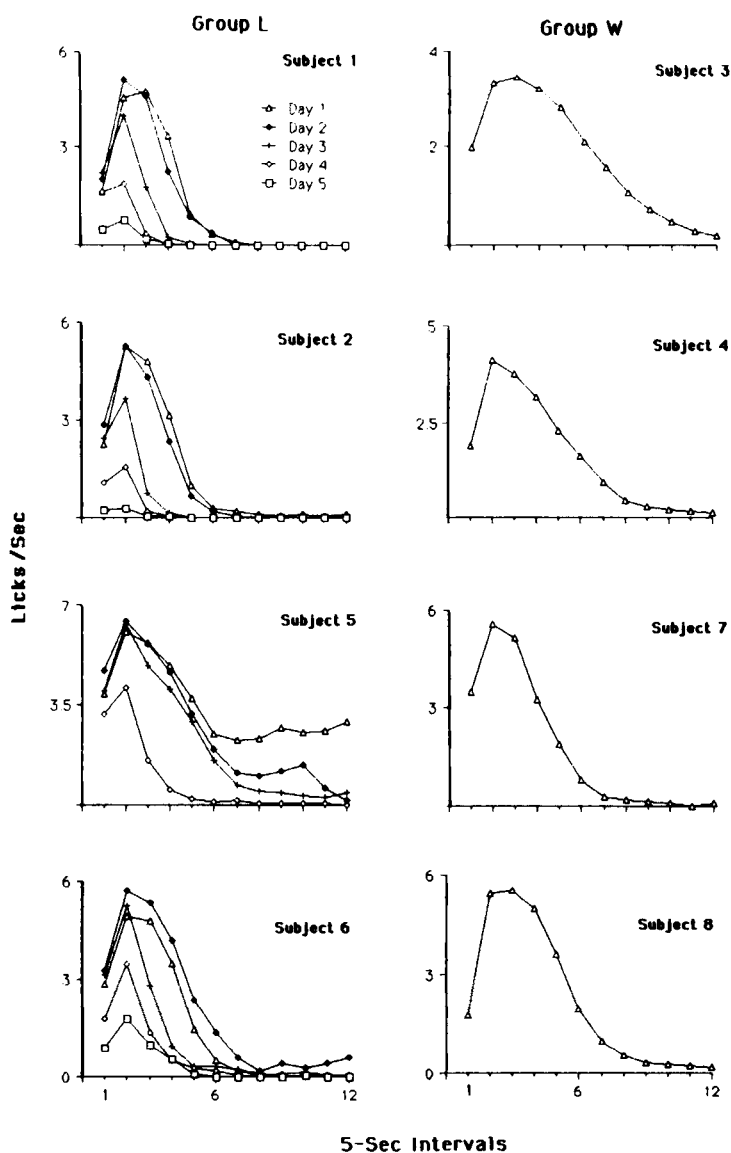 Group L
Group W
6
3
Subject 1
Day 1
Day 2
Day 3
Day 4
Day 5
4
2
0
Subject 3
6
3
Subject 2
5
2.5
Subject 4
Licks/Sec
7
3.5
Subject 5
6
3
Subject 7
6
3
0
Subject 6
1
6
12
6
3
0
Subject 8
1
6
12
5-Sec Intervals